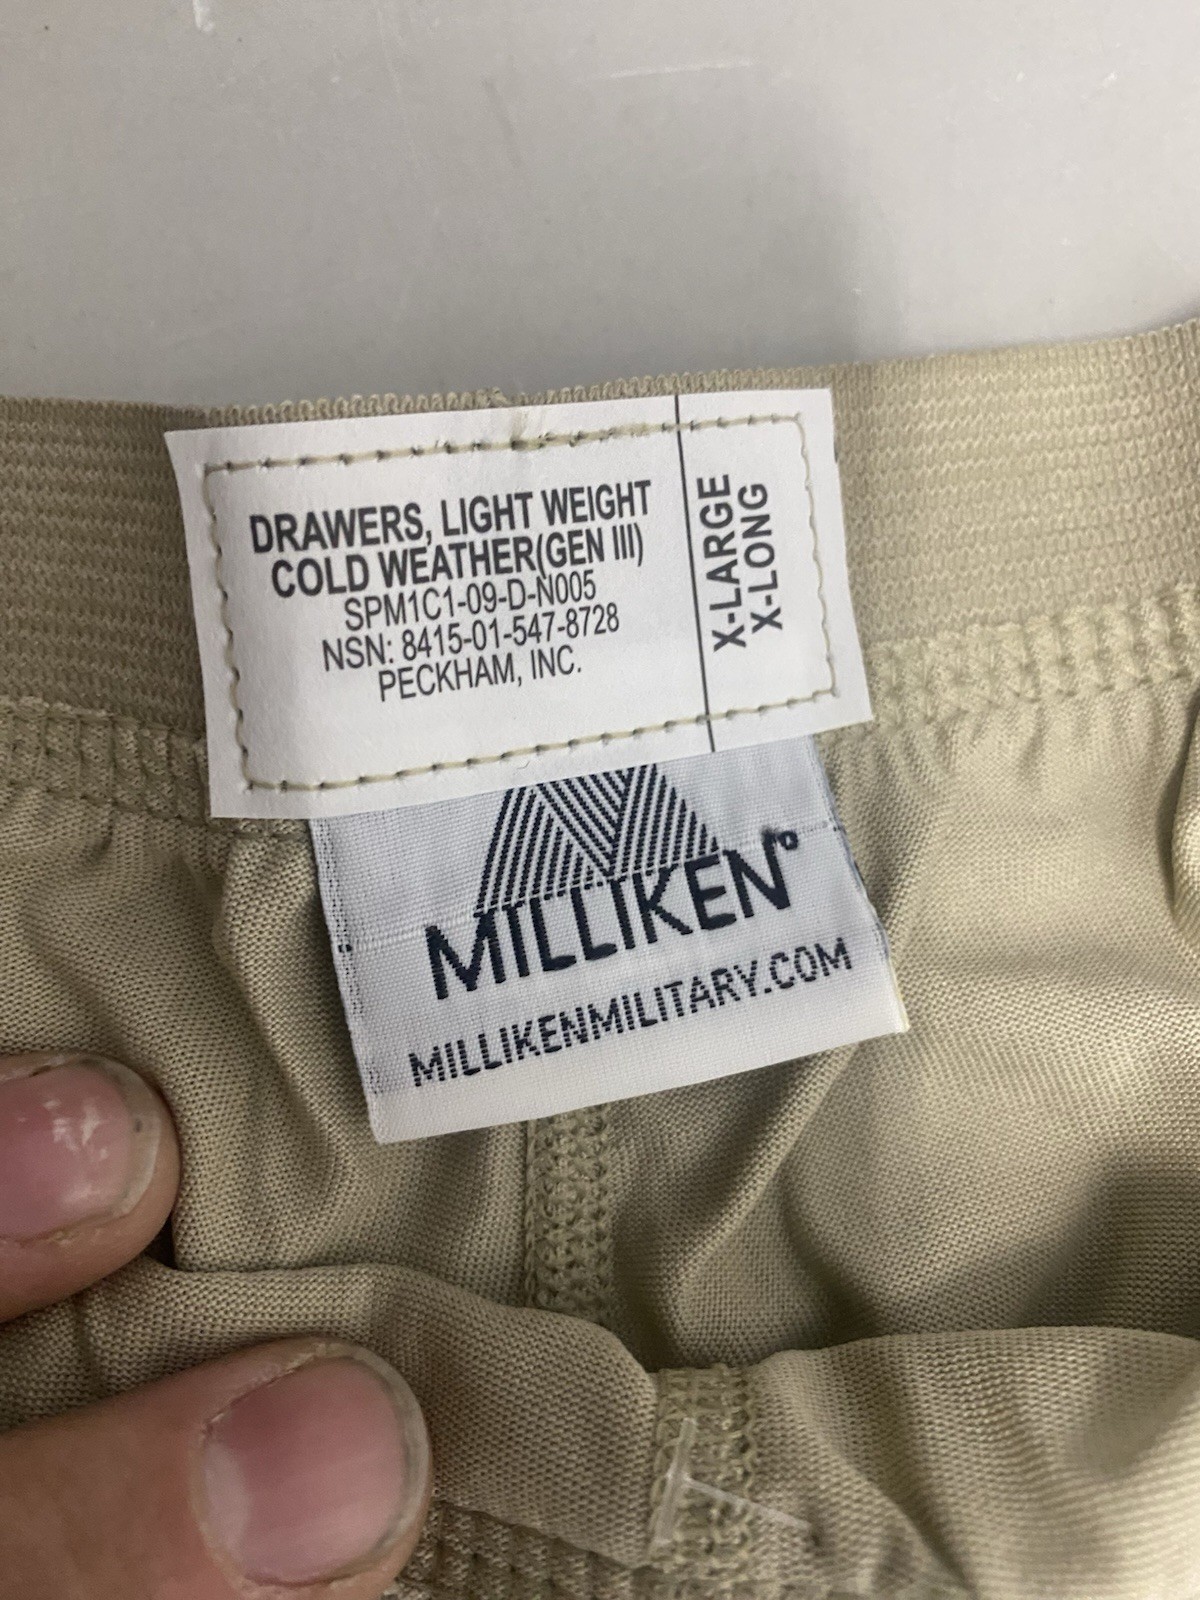 DRAWERS, LIGHT WEIGHT
COLD WEATHER(GEN III)
SPM1C1-09-D-N005
NSN: 8415-01-547-8728
PECKHAM, INC.
X-LARGE
X-LONG
MILLIKEN
MILLIKENMILITARY.COM